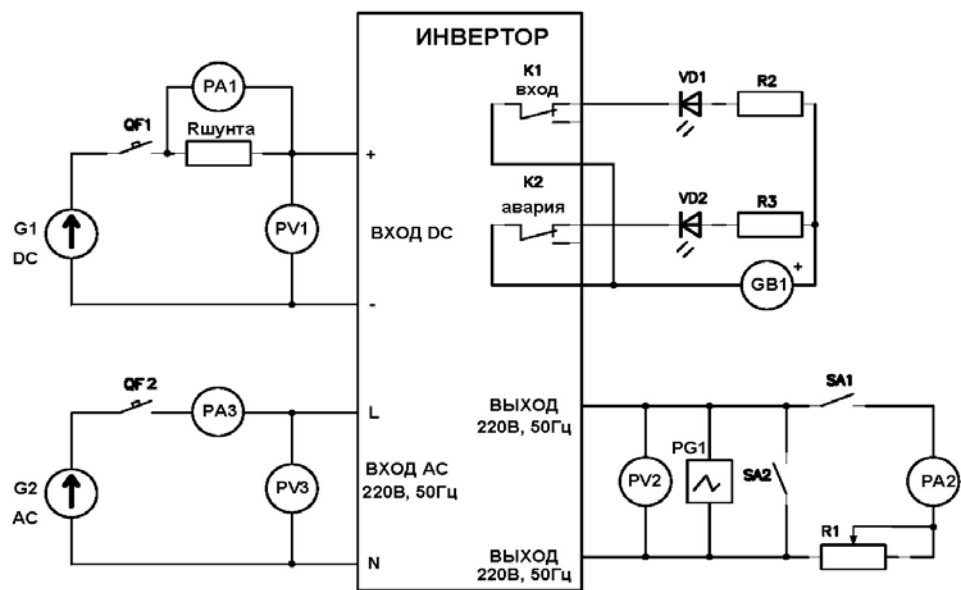 ИНВЕРТОР
PA1
QF1
Rшунта
+
G1
DC
PV1
ВХОД DC
-
K1
вход
VD1
R2
K2
авария
VD2
R3
GB1
+
QF2
PA3
L
G2
AC
PV3
ВХОД AC
220В, 50Гц
N
ВЫХОД
220В, 50Гц
SA1
PV2
PG1
SA2
PA2
R1
ВЫХОД
220В, 50Гц